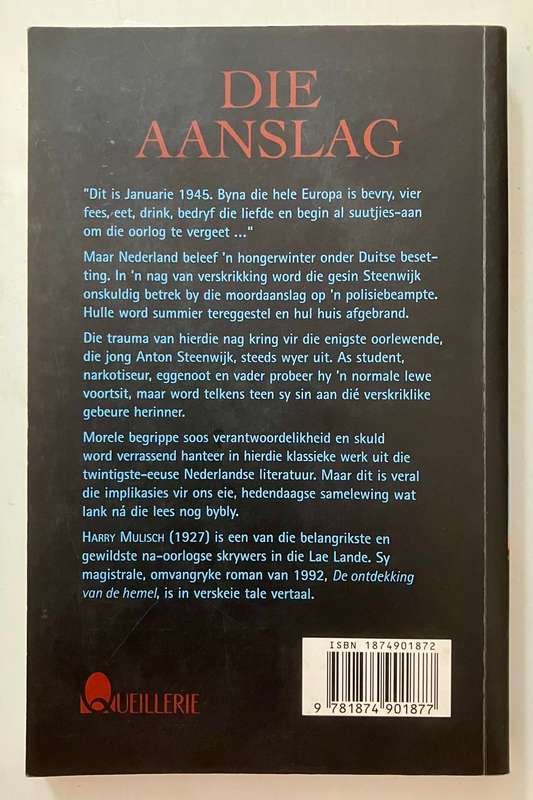 DIE
AANSLAG
"Dit is Januarie 1945. Byna die hele Europa is bevry, vier
fees, eet, drink, bedryf die liefde en begin al suutjies-aan
om die oorlog te vergeet ..."
Maar Nederland beleef 'n hongerwinter onder Duitse beset-
ting. In 'n nag van verskrikking word die gesin Steenwijk
onskuldig betrek by die moordaanslag op 'n polisiebeampte.
Hulle word summier tereggestel en hul huis afgebrand.
Die trauma van hierdie nag kring vir die enigste oorlewende,
die jong Anton Steenwijk, steeds wyer uit. As student,
narkotiseur, eggenoot en vader probeer hy 'n normale lewe
voortsit, maar word telkens teen sy sin aan dié verskriklike
gebeure herinner.
Morele begrippe soos verantwoordelikheid en skuld
word verrassend hanteer in hierdie klassieke werk uit die
twintigste-eeuse Nederlandse literatuur. Maar dit is veral
die implikasies vir ons eie, hedendaagse samelewing wat
lank ná die lees nog bybly.
HARRY MULISCH (1927) is een van die belangrikste en
gewildste na-oorlogse skrywers in die Lae Lande. Sy
magistrale, omvangryke roman van 1992, De ontdekking
van de hemel, is in verskeie tale vertaal.
ISBN 1874901872
9 781874 901877
QUEILLERIE